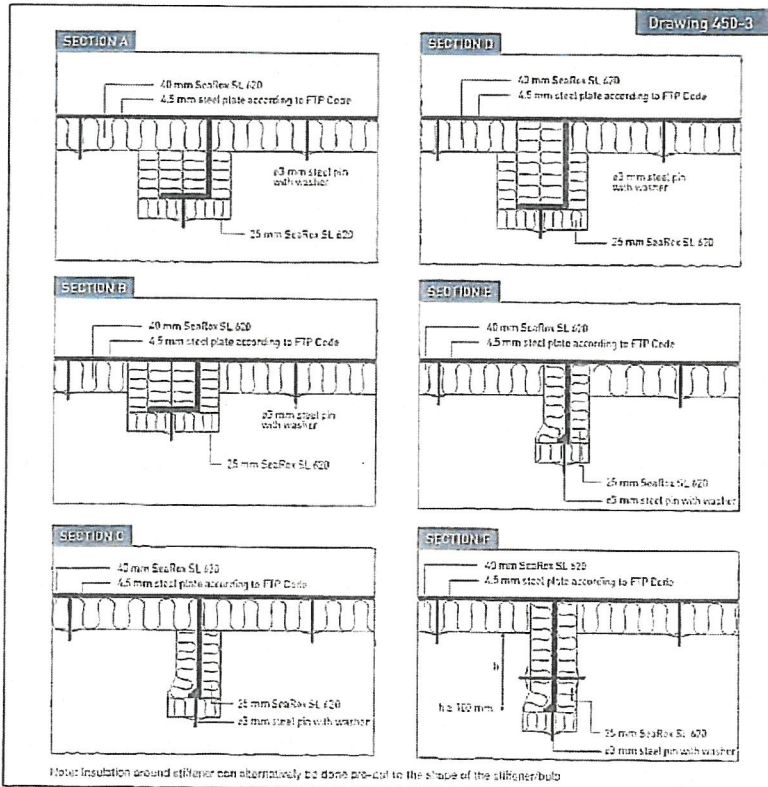 Drawing 450-3
SECTION A
40 mm SeaRox SL 620
4.5 mm steel plate according to FTP Code
ø3 mm steel pin
with washer
25 mm SeaRox SL 620
SECTION D
40 mm SeaRox SL 620
4.5 mm steel plate according to FTP Code
ø3 mm steel pin
with washer
25 mm SeaRox SL 620
SECTION B
40 mm SeaRox SL 620
4.5 mm steel plate according to FTP Code
ø3 mm steel pin
with washer
25 mm SeaRox SL 620
SECTION E
40 mm SeaRox SL 620
4.5 mm steel plate according to FTP Code
25 mm SeaRox SL 620
ø3 mm steel pin with washer
SECTION C
40 mm SeaRox SL 620
4.5 mm steel plate according to FTP Code
25 mm SeaRox SL 620
ø3 mm steel pin with washer
SECTION F
40 mm SeaRox SL 620
4.5 mm steel plate according to FTP Code
h
h ≥ 100 mm
25 mm SeaRox SL 620
ø3 mm steel pin with washer
Note: Insulation around stiffener can alternatively be done pre-cut to the shape of the stiffener/bulb